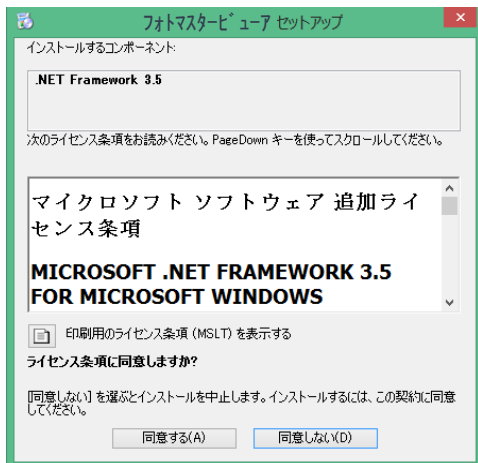 フォトマスタービューア セットアップ
インストールするコンポーネント:
.NET Framework 3.5
次のライセンス条項をお読みください。PageDown キーを使ってスクロールしてください。
マイクロソフト ソフトウェア 追加ライ
センス条項
MICROSOFT .NET FRAMEWORK 3.5
FOR MICROSOFT WINDOWS
印刷用のライセンス条項 (MSLT) を表示する
ライセンス条項に同意しますか?
[同意しない] を選ぶとインストールを中止します。インストールするには、この契約に同意
してください。
同意する(A) 同意しない(D)